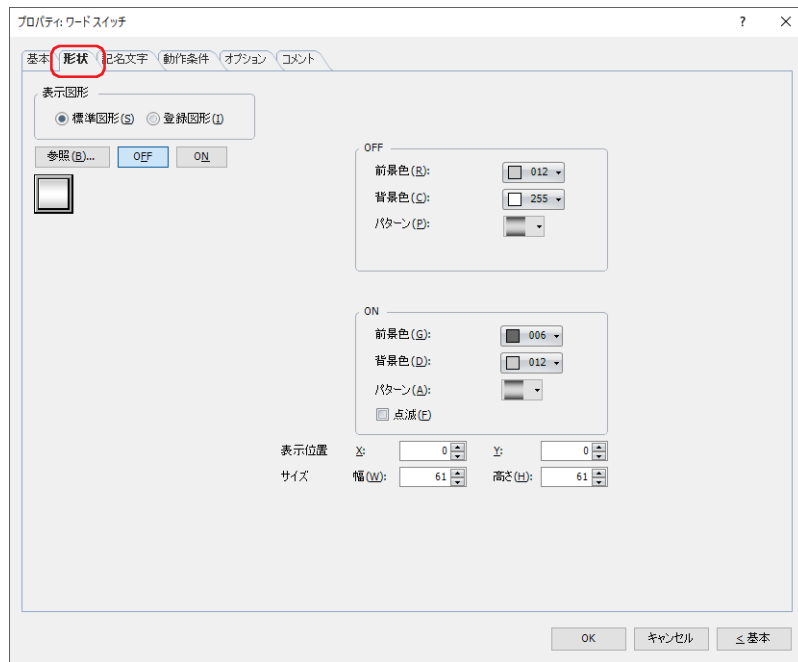 プロパティ: ワード スイッチ ? ×
基本 形状 記名文字 動作条件 オプション コメント
表示図形
標準図形(S) 登録図形(I)
参照(B)... OFF ON
OFF
前景色(R): 012
背景色(C): 255
パターン(P):
ON
前景色(G): 006
背景色(D): 012
パターン(A):
点滅(F)
表示位置 X: 0 Y: 0
サイズ 幅(W): 61 高さ(H): 61
OK キャンセル ≤ 基本